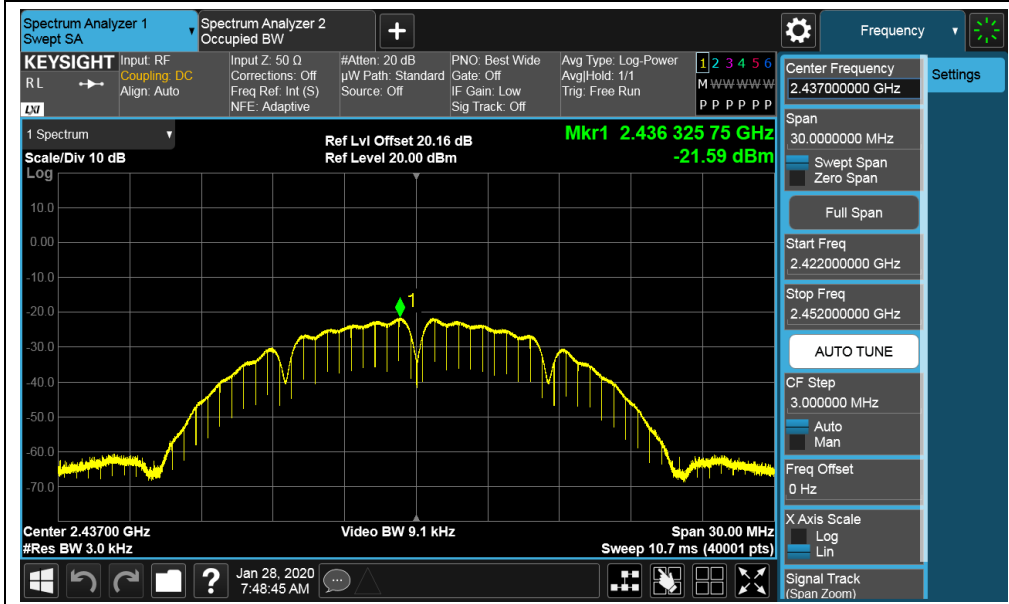 Spectrum Analyzer 1
Swept SA
Spectrum Analyzer 2
Occupied BW
+
Frequency
KEYSIGHT
RL
LXI
Input: RF
Coupling: DC
Align: Auto
Input Z: 50 Ω
Corrections: Off
Freq Ref: Int (S)
NFE: Adaptive
#Atten: 20 dB
µW Path: Standard
Source: Off
PNO: Best Wide
Gate: Off
IF Gain: Low
Sig Track: Off
Avg Type: Log-Power
Avg|Hold: 1/1
Trig: Free Run
1 2 3 4 5 6
M W W W W W
P P P P P P
1 Spectrum
Scale/Div 10 dB
Log
Ref Lvl Offset 20.16 dB
Ref Level 20.00 dBm
Mkr1 2.436 325 75 GHz
-21.59 dBm
10.0
0.00
-10.0
-20.0
-30.0
-40.0
-50.0
-60.0
-70.0
1
Center 2.43700 GHz
#Res BW 3.0 kHz
Video BW 9.1 kHz
Span 30.00 MHz
Sweep 10.7 ms (40001 pts)
Center Frequency
2.437000000 GHz
Settings
Span
30.0000000 MHz
Swept Span
Zero Span
Full Span
Start Freq
2.422000000 GHz
Stop Freq
2.452000000 GHz
AUTO TUNE
CF Step
3.000000 MHz
Auto
Man
Freq Offset
0 Hz
X Axis Scale
Log
Lin
Signal Track
(Span Zoom)
?
Jan 28, 2020
7:48:45 AM